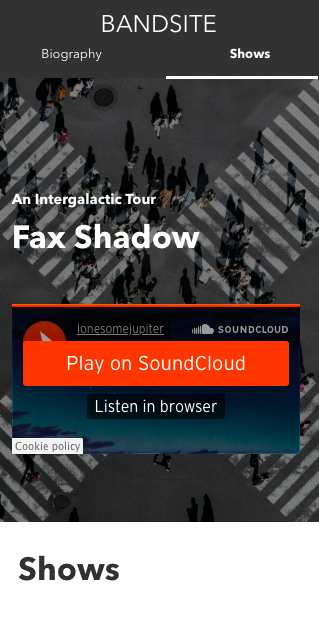 BANDSITE
Biography
Shows
An Intergalactic Tour
Fax Shadow
lonesomejupiter
SOUNDCLOUD
Play on SoundCloud
Listen in browser
Cookie policy
Shows